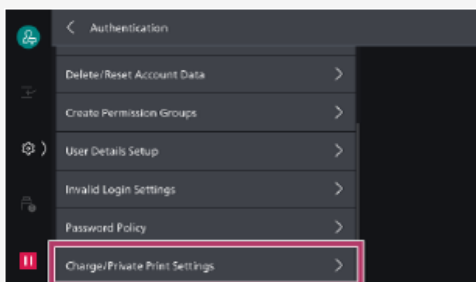 Authentication
Delete/Reset Account Data
Create Permission Groups
User Details Setup
Invalid Login Settings
Password Policy
Charge/Private Print Settings